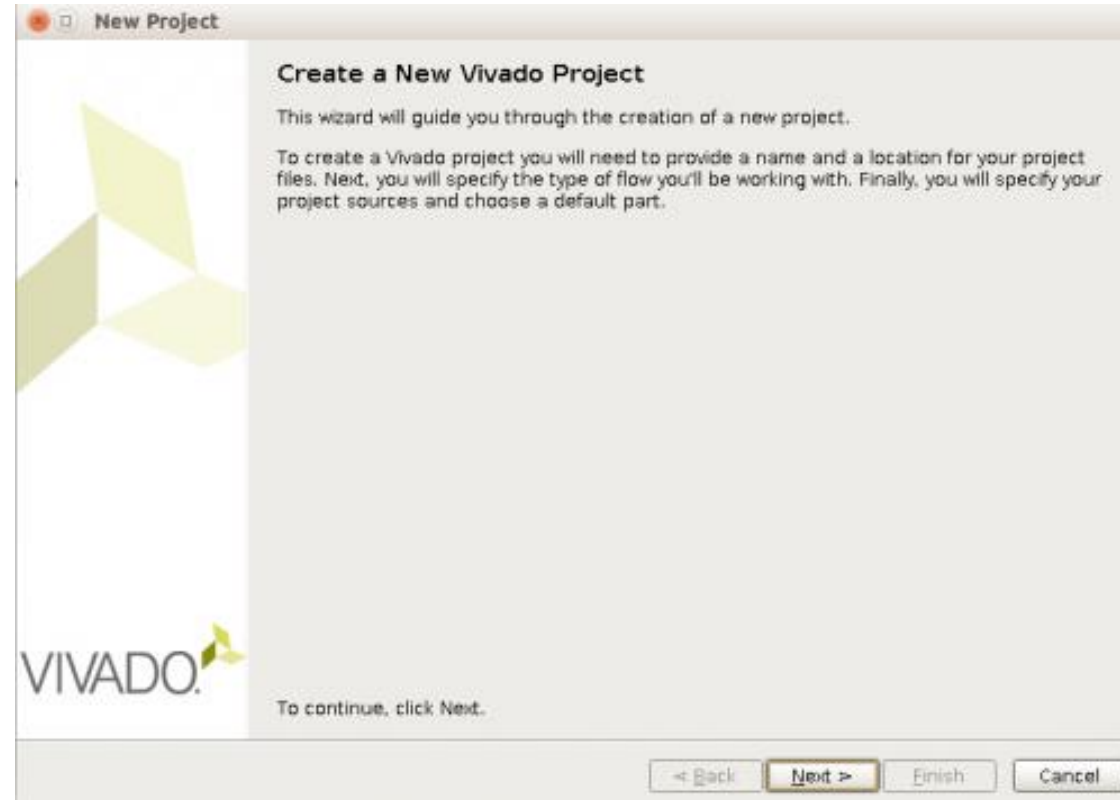 New Project
Create a New Vivado Project
This wizard will guide you through the creation of a new project.
To create a Vivado project you will need to provide a name and a location for your project
files. Next, you will specify the type of flow you'll be working with. Finally, you will specify your
project sources and choose a default part.
VIVADO.
To continue, click Next.
< Back Next > Finish Cancel